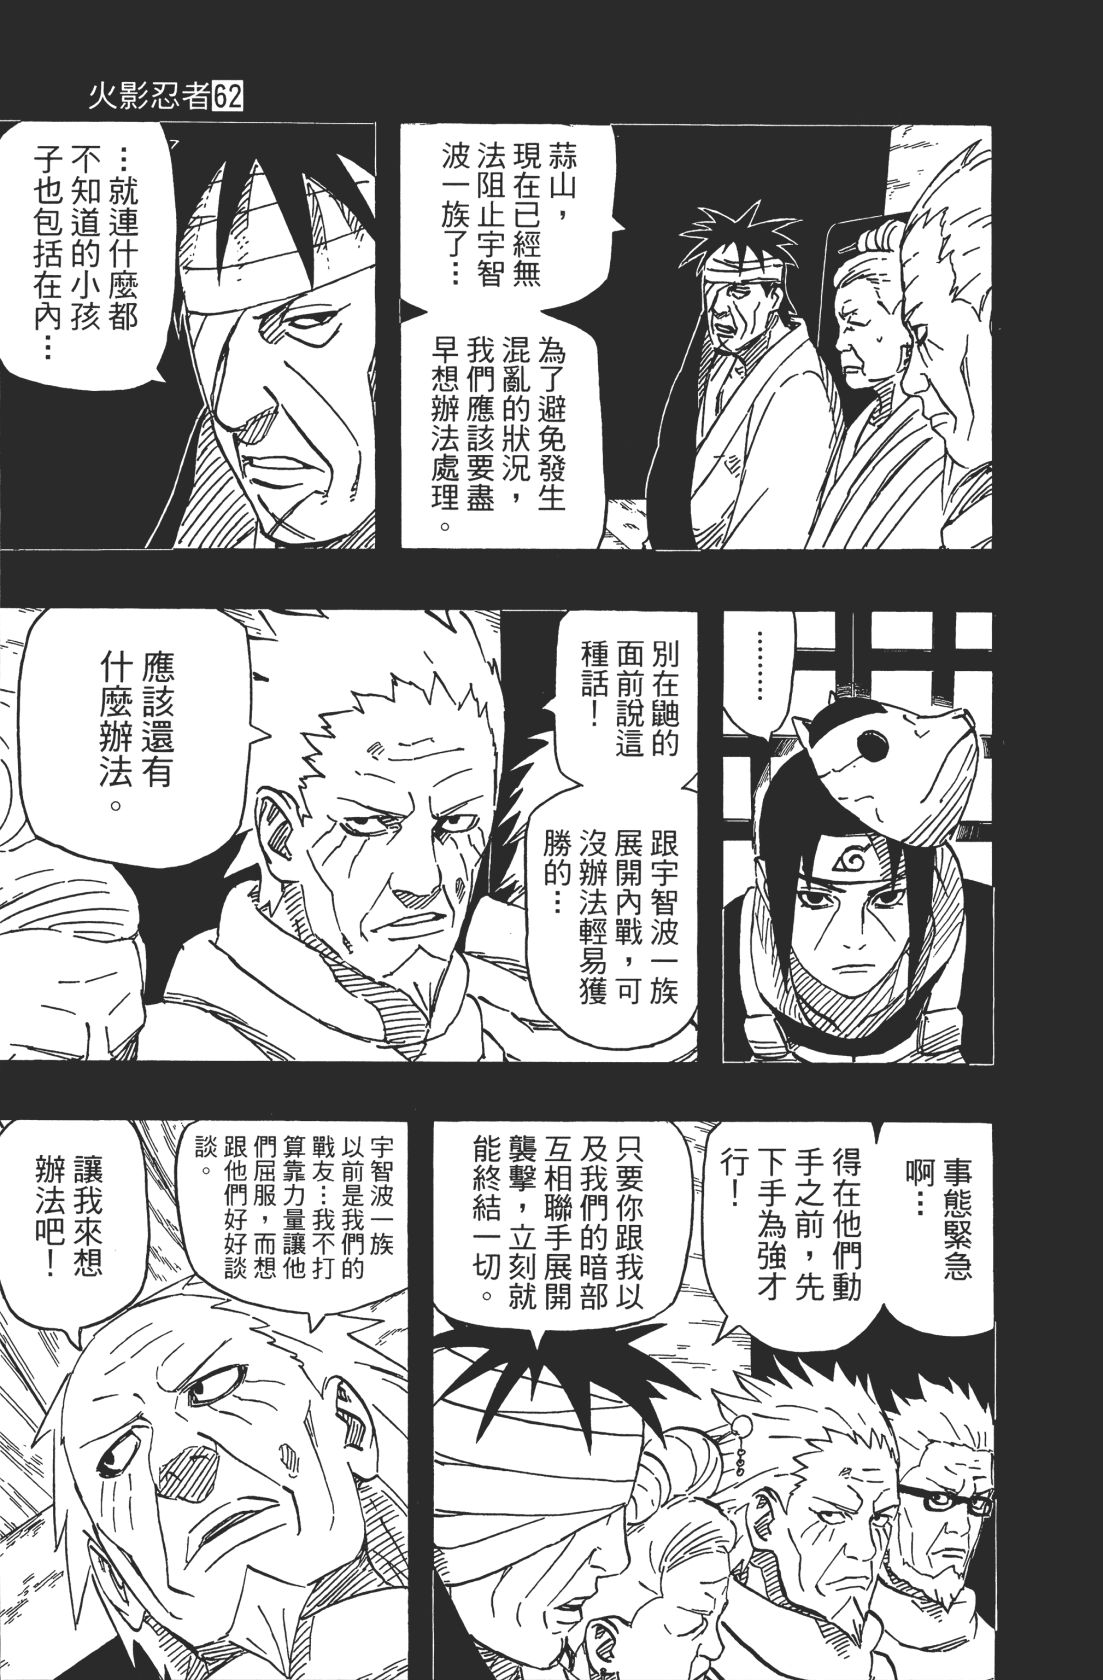 火影忍者62
蒜山，
現在已經無
法阻止宇智
波一族了…
為了避免發生
混亂的狀況，
我們應該要盡
早想辦法處理。
…就連什麼都
不知道的小孩
子也包括在內…
………
別在鼬的
面前說這
種話！
跟宇智波一族
展開內戰，可
沒辦法輕易獲
勝的…
應該還有
什麼辦法。
事態緊急
啊…
得在他們動
手之前，先
下手為強才
行！
只要你跟我以
及我們的暗部
互相聯手展開
襲擊，立刻就
能終結一切。
宇智波一族
以前是我們的
戰友…我不打
算靠力量讓他
們屈服，而想
跟他們好好談
談。
讓我來想
辦法吧！